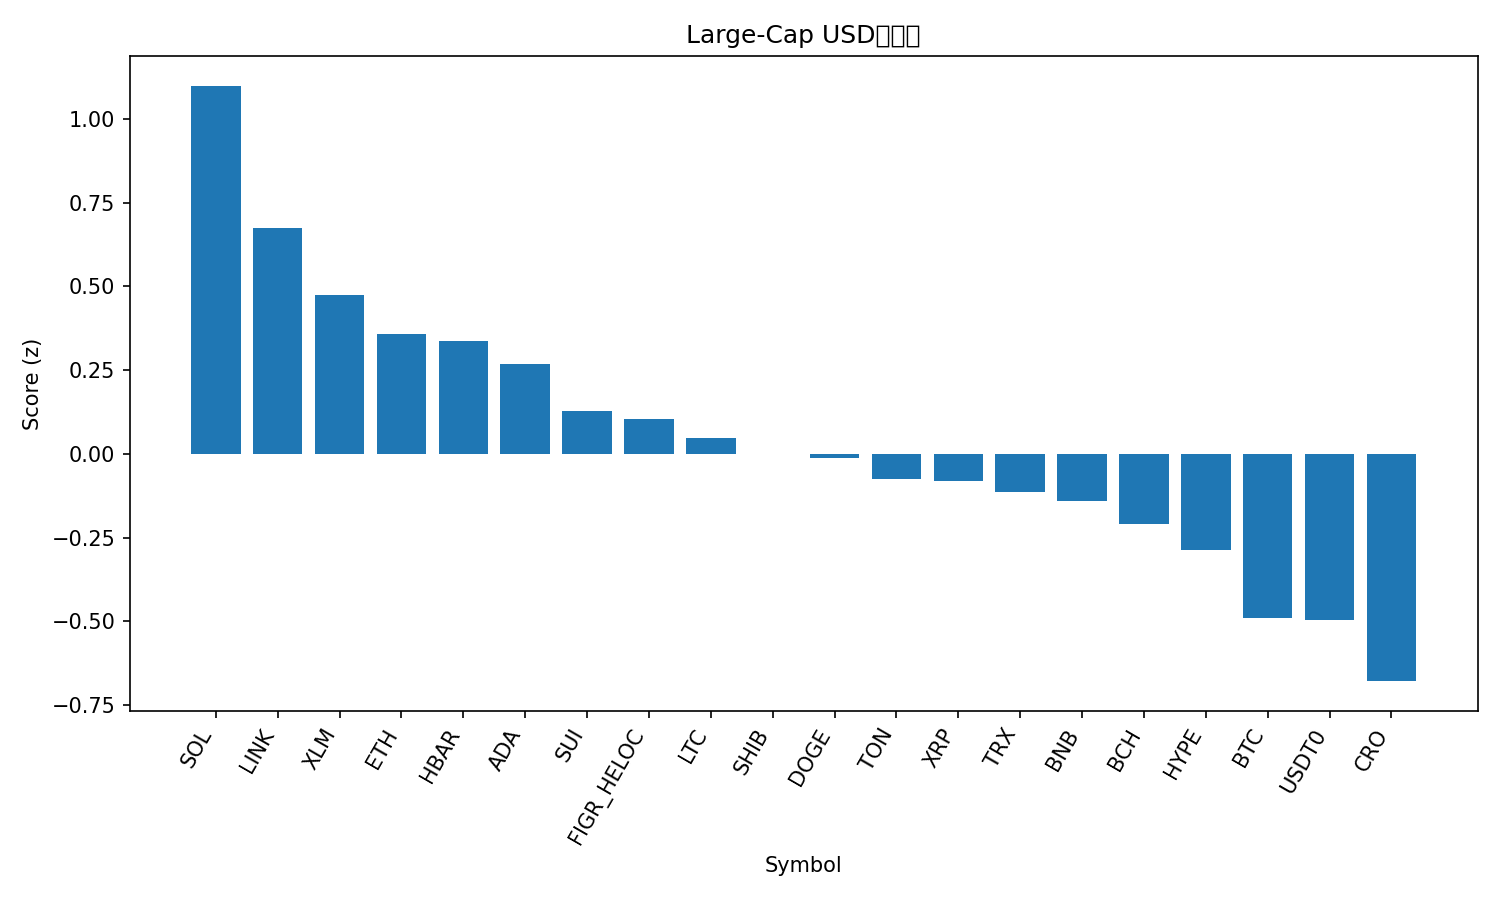 Large-Cap USD
Score (z)
1.00
0.75
0.50
0.25
0.00
−0.25
−0.50
−0.75
SOL
LINK
XLM
ETH
HBAR
ADA
SUI
FIGR_HELOC
LTC
SHIB
DOGE
TON
XRP
TRX
BNB
BCH
HYPE
BTC
USDT0
CRO
Symbol